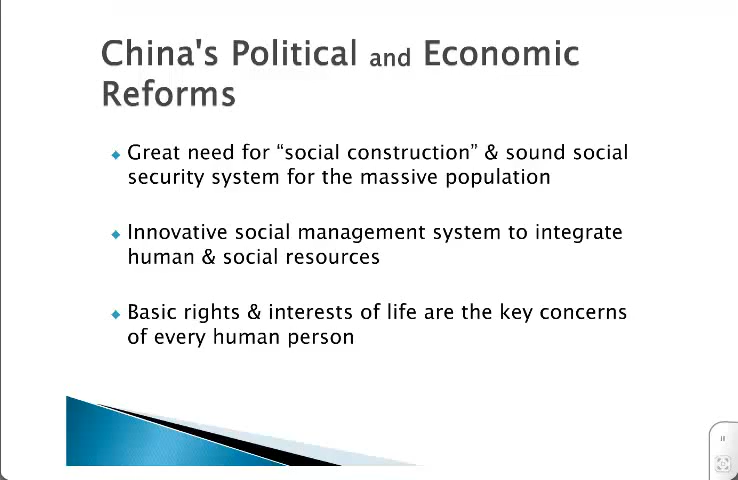 China's Political and Economic
Reforms
Great need for “social construction” & sound social
security system for the massive population
Innovative social management system to integrate
human & social resources
Basic rights & interests of life are the key concerns
of every human person